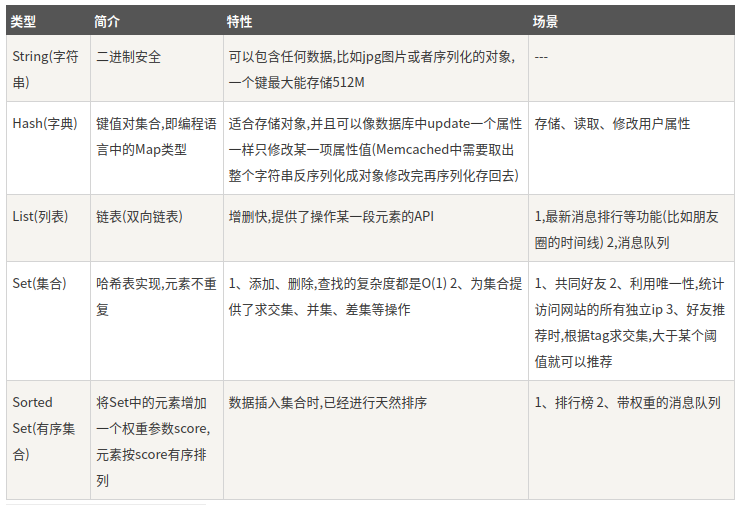 类型 简介 特性 场景
String(字符
串)
二进制安全
可以包含任何数据,比如jpg图片或者序列化的对象,
一个键最大能存储512M
---
Hash(字典)
键值对集合,即编程语
言中的Map类型
适合存储对象,并且可以像数据库中update一个属性
一样只修改某一项属性值(Memcached中需要取出
整个字符串反序列化成对象修改完再序列化存回去)
存储、读取、修改用户属性
List(列表)
链表(双向链表)
增删快,提供了操作某一段元素的API
1,最新消息排行等功能(比如朋友
圈的时间线) 2,消息队列
Set(集合)
哈希表实现,元素不重
复
1、添加、删除,查找的复杂度都是O(1) 2、为集合提
供了求交集、并集、差集等操作
1、共同好友 2、利用唯一性,统计
访问网站的所有独立ip 3、好友推
荐时,根据tag求交集,大于某个阈
值就可以推荐
Sorted
Set(有序集
合)
将Set中的元素增加
一个权重参数score,
元素按score有序排
列
数据插入集合时,已经进行天然排序
1、排行榜 2、带权重的消息队列